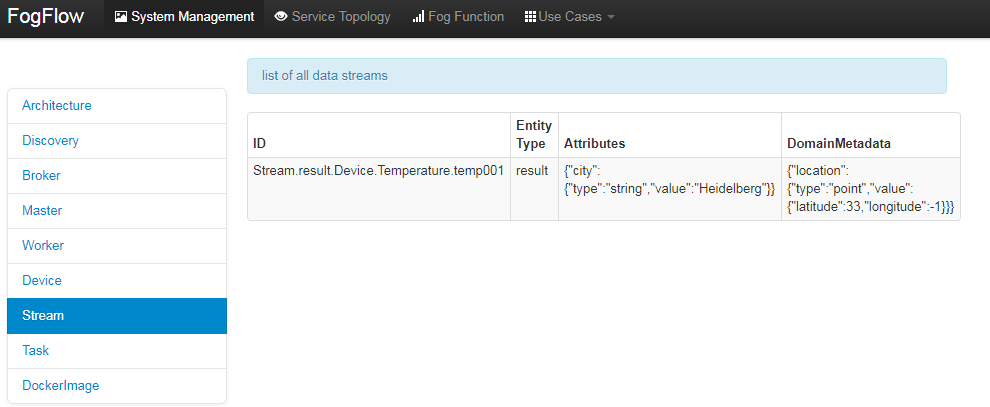 FogFlow System Management Service Topology Fog Function Use Cases
list of all data streams
Architecture
Discovery
Broker
Master
Worker
Device
Stream
Task
DockerImage
ID
Entity
Type
Attributes
DomainMetadata
Stream.result.Device.Temperature.temp001
result
{"city":
{"type":"string","value":"Heidelberg"}}
{"location":
{"type":"point","value":
{"latitude":33,"longitude":-1}}}